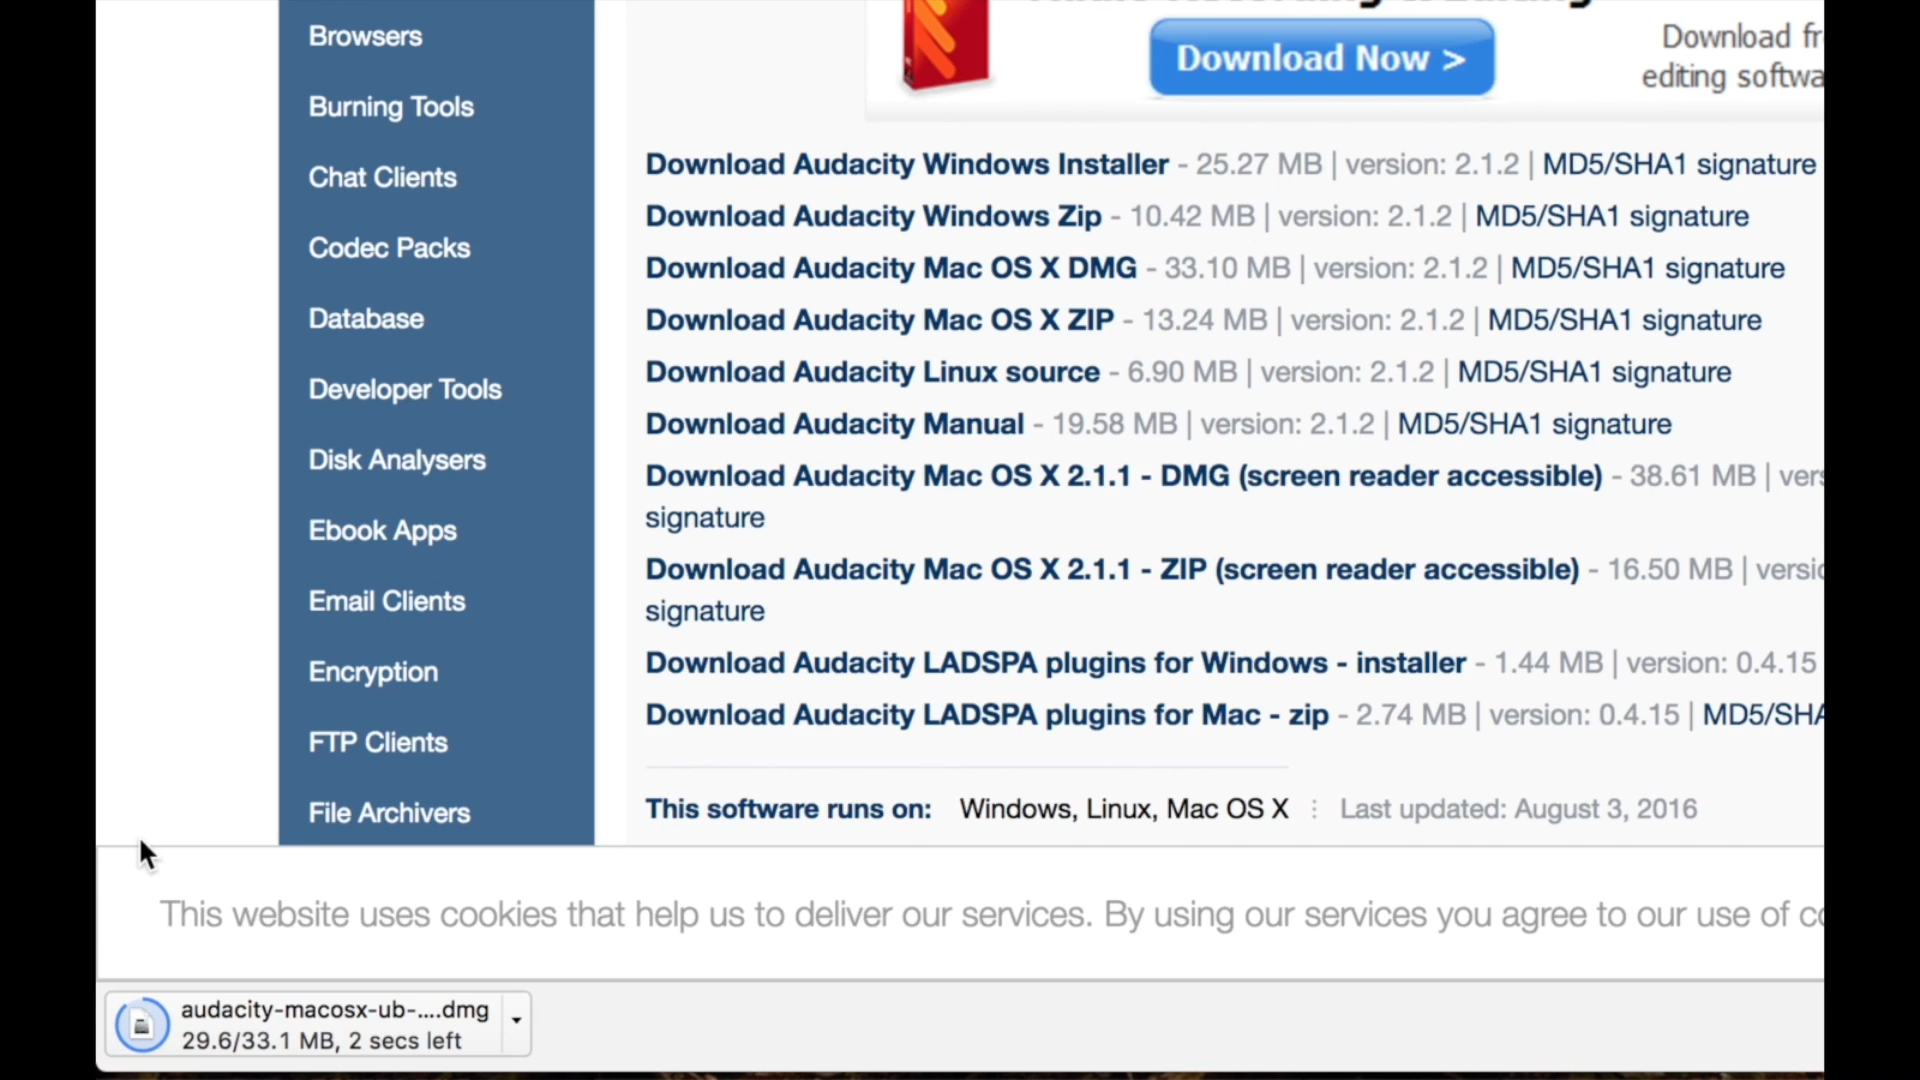 Browsers
Burning Tools
Chat Clients
Codec Packs
Database
Developer Tools
Disk Analysers
Ebook Apps
Email Clients
Encryption
FTP Clients
File Archivers
Download Now >
Download
editing
Download Audacity Windows Installer - 25.27 MB | version: 2.1.2 | MD5/SHA1 signature
Download Audacity Windows Zip - 10.42 MB | version: 2.1.2 | MD5/SHA1 signature
Download Audacity Mac OS X DMG - 33.10 MB | version: 2.1.2 | MD5/SHA1 signature
Download Audacity Mac OS X ZIP - 13.24 MB | version: 2.1.2 | MD5/SHA1 signature
Download Audacity Linux source - 6.90 MB | version: 2.1.2 | MD5/SHA1 signature
Download Audacity Manual - 19.58 MB | version: 2.1.2 | MD5/SHA1 signature
Download Audacity Mac OS X 2.1.1 - DMG (screen reader accessible) - 38.61 MB |
signature
Download Audacity Mac OS X 2.1.1 - ZIP (screen reader accessible) - 16.50 MB |
signature
Download Audacity LADSPA plugins for Windows - installer - 1.44 MB | version: 0.4.15
Download Audacity LADSPA plugins for Mac - zip - 2.74 MB | version: 0.4.15 |
This software runs on: Windows, Linux, Mac OS X Last updated: August 3, 2016
This website uses cookies that help us to deliver our services. By using our services you agree to our use of
audacity-macosx-ub-....dmg
29.6/33.1 MB, 2 secs left